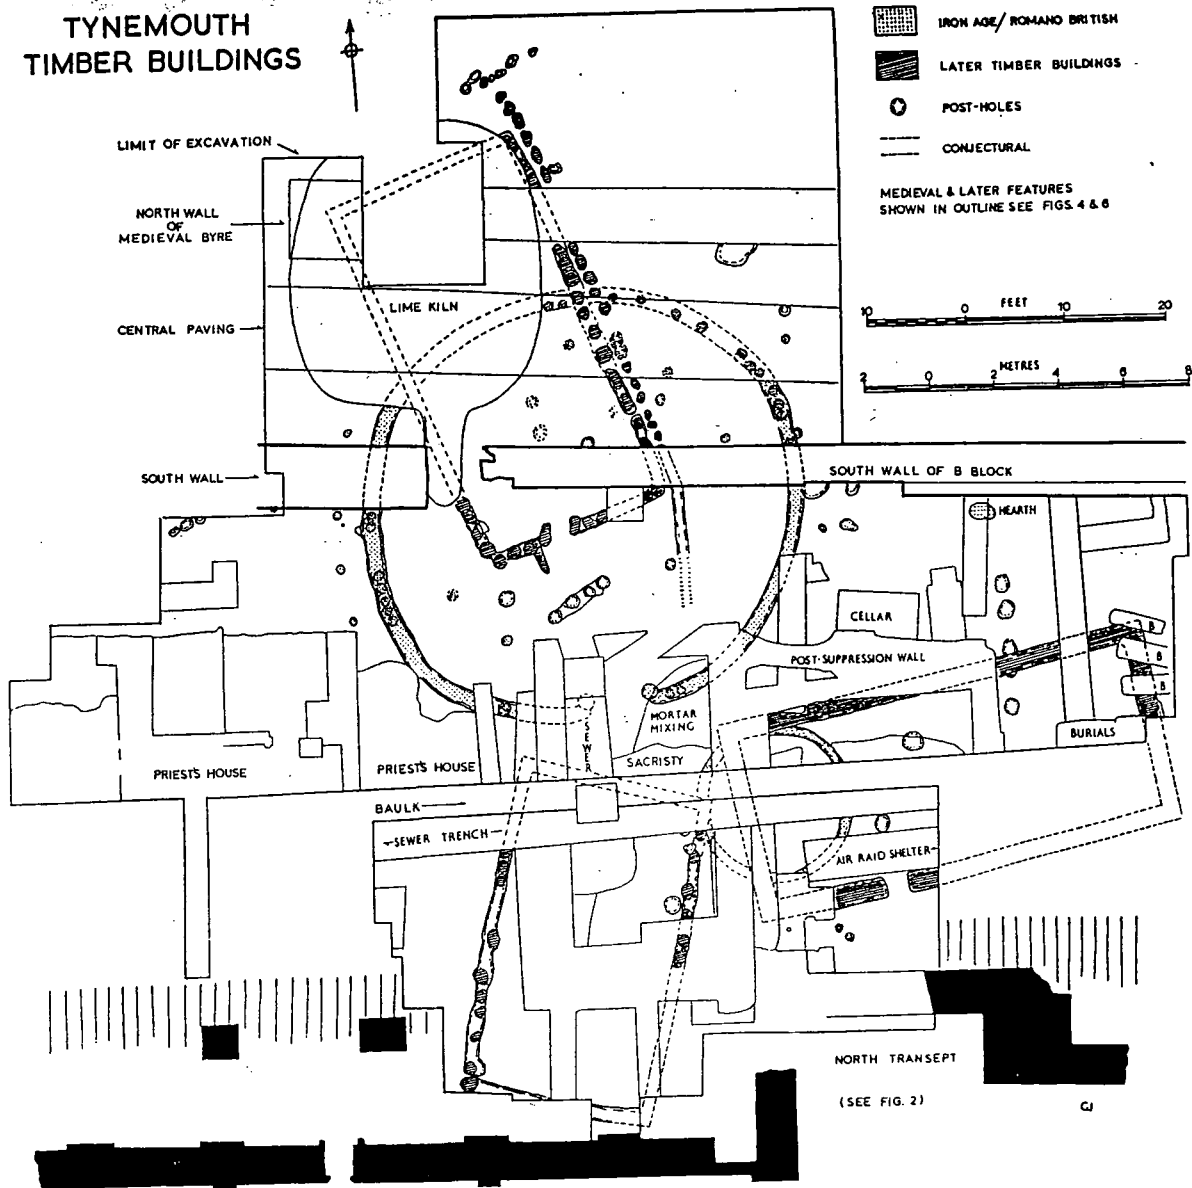 TYNEMOUTH
TIMBER BUILDINGS
IRON AGE/ROMANO BRITISH
LATER TIMBER BUILDINGS
POST-HOLES
CONJECTURAL
MEDIEVAL & LATER FEATURES
SHOWN IN OUTLINE SEE FIGS. 4 & 6
LIMIT OF EXCAVATION
NORTH WALL
OF
MEDIEVAL BYRE
LIME KILN
CENTRAL PAVING
FEET
10 0 10 20
METRES
2 0 2 4 6 8
SOUTH WALL
SOUTH WALL OF B BLOCK
HEARTH
CELLAR
B
B
B
POST-SUPPRESSION WALL
MORTAR
MIXING
SEWER
BURIALS
SACRISTY
PRIEST'S HOUSE
PRIEST'S HOUSE
BAULK
SEWER TRENCH
AIR RAID SHELTER
NORTH TRANSEPT
(SEE FIG. 2)
GJ